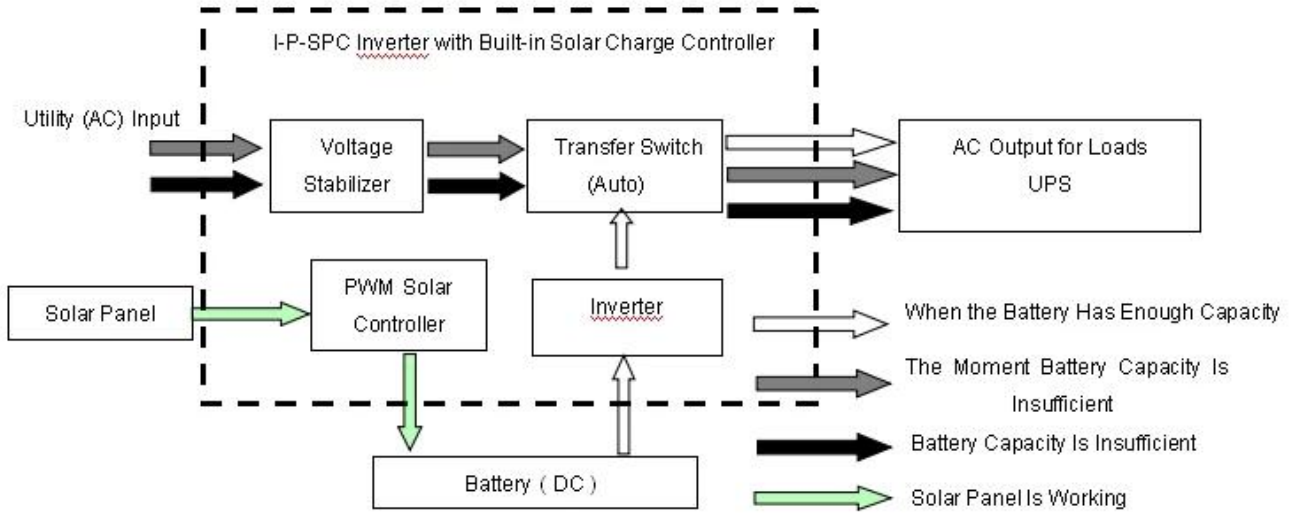 I-P-SPC Inverter with Built-in Solar Charge Controller
Utility (AC) Input
Voltage
Stabilizer
Transfer Switch
(Auto)
AC Output for Loads
UPS
Solar Panel
PWM Solar
Controller
Inverter
Battery ( DC )
When the Battery Has Enough Capacity
The Moment Battery Capacity Is
Insufficient
Battery Capacity Is Insufficient
Solar Panel Is Working